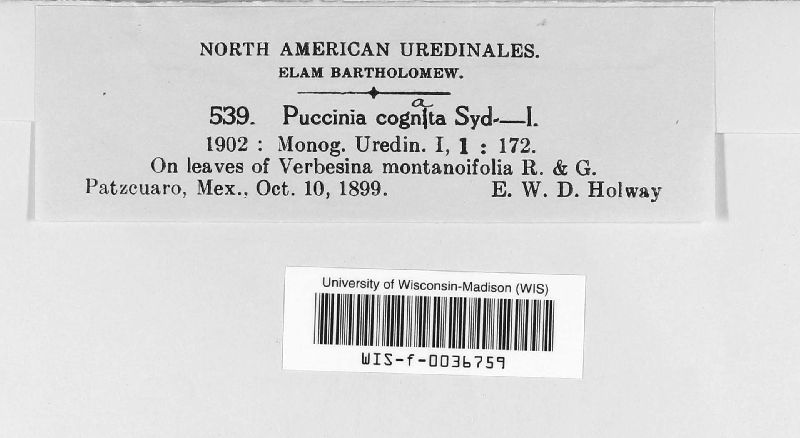 NORTH AMERICAN UREDINALES.
ELAM BARTHOLOMEW.
539. Puccinia cognata Syd-—I.
1902 : Monog. Uredin. I, 1 : 172.
On leaves of Verbesina montanoifolia R. & G.
Patzcuaro, Mex., Oct. 10, 1899. E. W. D. Holway
University of Wisconsin-Madison (WIS)
WIS-f-0036759